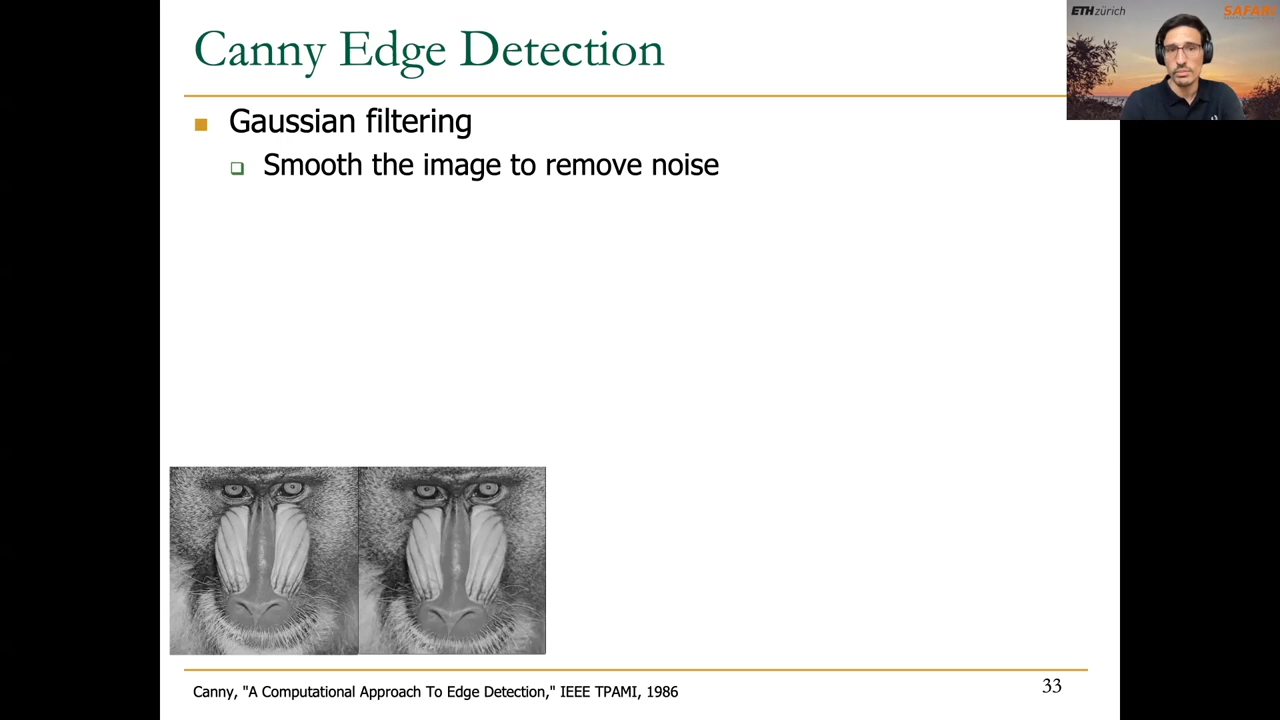 Canny Edge Detection
ETH zürich
SAFARI
Gaussian filtering
Smooth the image to remove noise
Canny, "A Computational Approach To Edge Detection," IEEE TPAMI, 1986
33